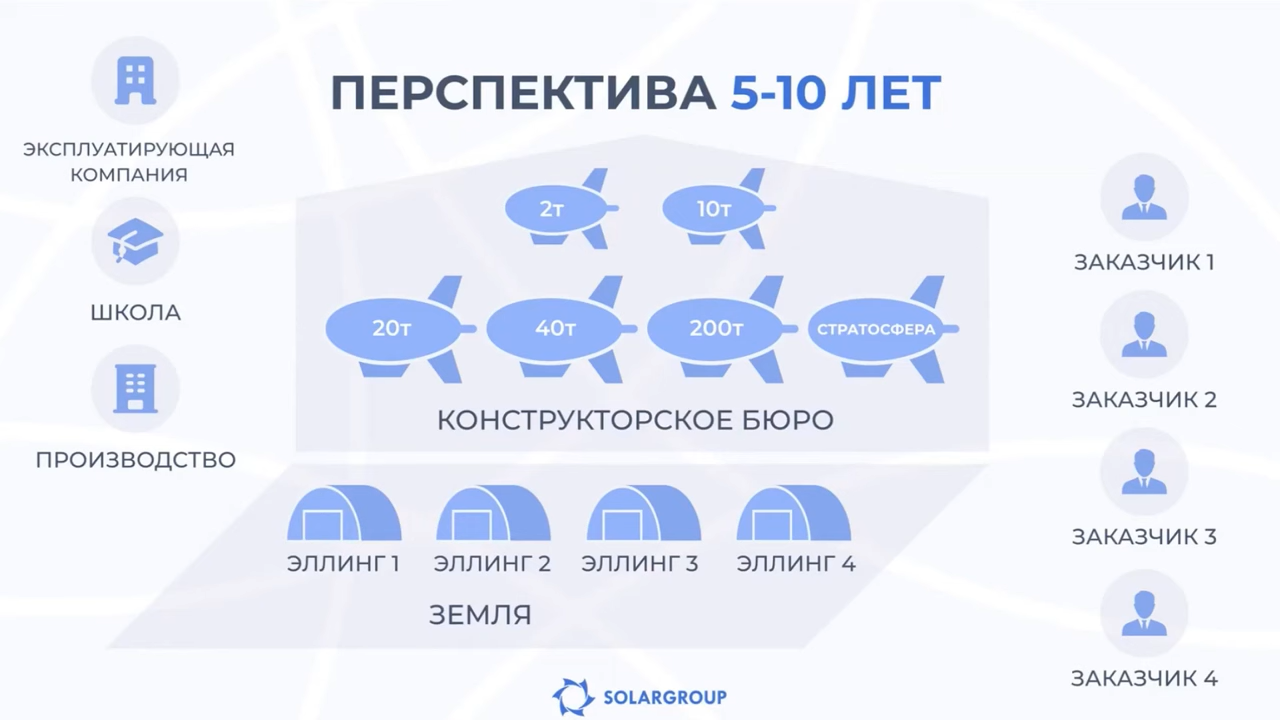 ПЕРСПЕКТИВА 5-10 ЛЕТ
ЭКСПЛУАТИРУЮЩАЯ
КОМПАНИЯ
ШКОЛА
ПРОИЗВОДСТВО
2т
10т
20т
40т
200т
СТРАТОСФЕРА
КОНСТРУКТОРСКОЕ БЮРО
ЭЛЛИНГ 1
ЭЛЛИНГ 2
ЭЛЛИНГ 3
ЭЛЛИНГ 4
ЗЕМЛЯ
ЗАКАЗЧИК 1
ЗАКАЗЧИК 2
ЗАКАЗЧИК 3
ЗАКАЗЧИК 4
SOLARGROUP